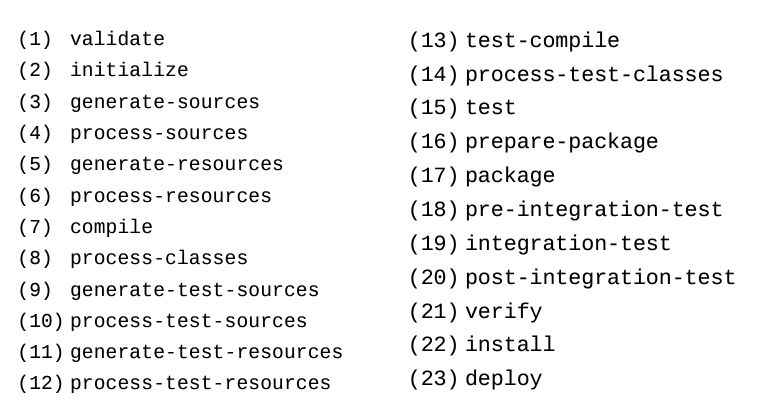 (1) validate
(2) initialize
(3) generate-sources
(4) process-sources
(5) generate-resources
(6) process-resources
(7) compile
(8) process-classes
(9) generate-test-sources
(10) process-test-sources
(11) generate-test-resources
(12) process-test-resources
(13) test-compile
(14) process-test-classes
(15) test
(16) prepare-package
(17) package
(18) pre-integration-test
(19) integration-test
(20) post-integration-test
(21) verify
(22) install
(23) deploy